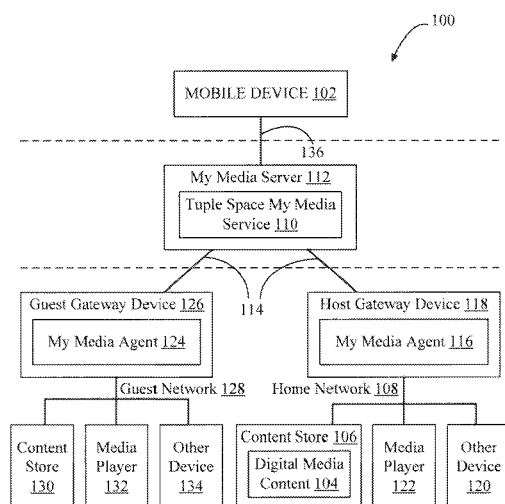 100
MOBILE DEVICE 102
136
My Media Server 112
Tuple Space My Media
Service 110
114
Guest Gateway Device 126
My Media Agent 124
Host Gateway Device 118
My Media Agent 116
Guest Network 128
Home Network 108
Content
Store
130
Media
Player
132
Other
Device
134
Content Store 106
Digital Media
Content 104
Media
Player
122
Other
Device
120